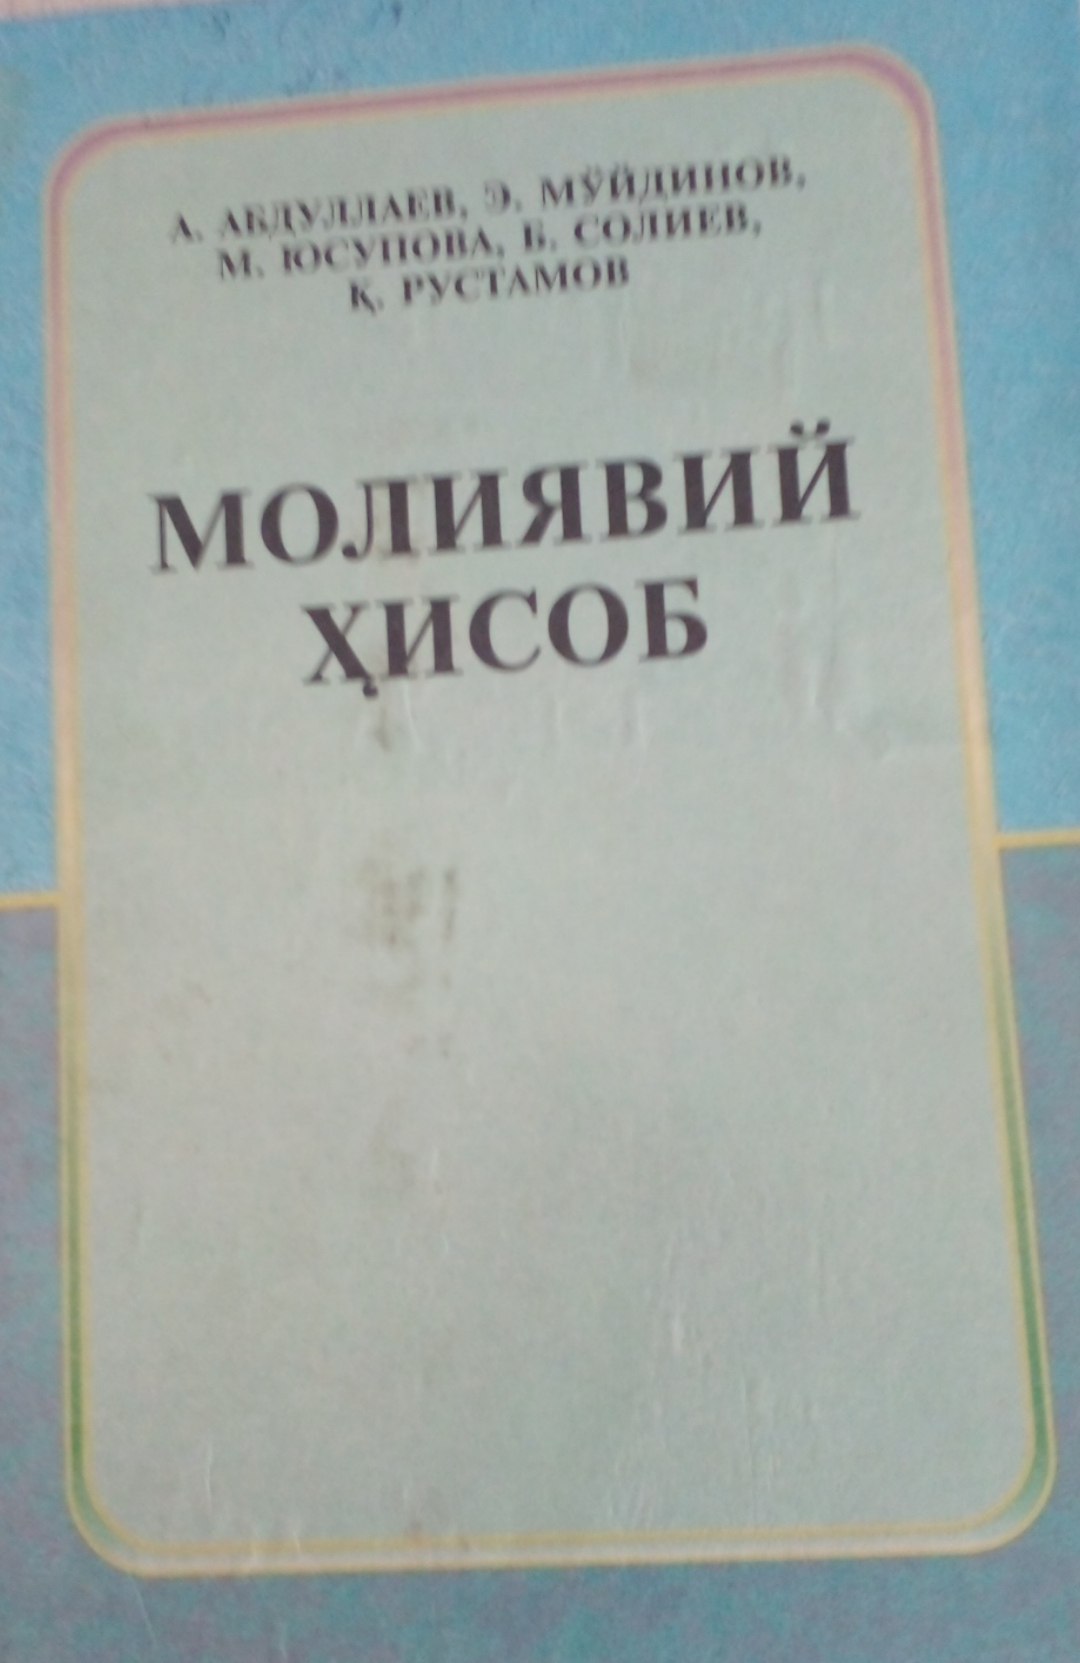 А. АБДУЛЛАЕВ, Э. МЎЙДИНОВ,
М. ЮСУПОВА, Б. СОЛИЕВ,
Қ. РУСТАМОВ
МОЛИЯВИЙ
ҲИСОБ